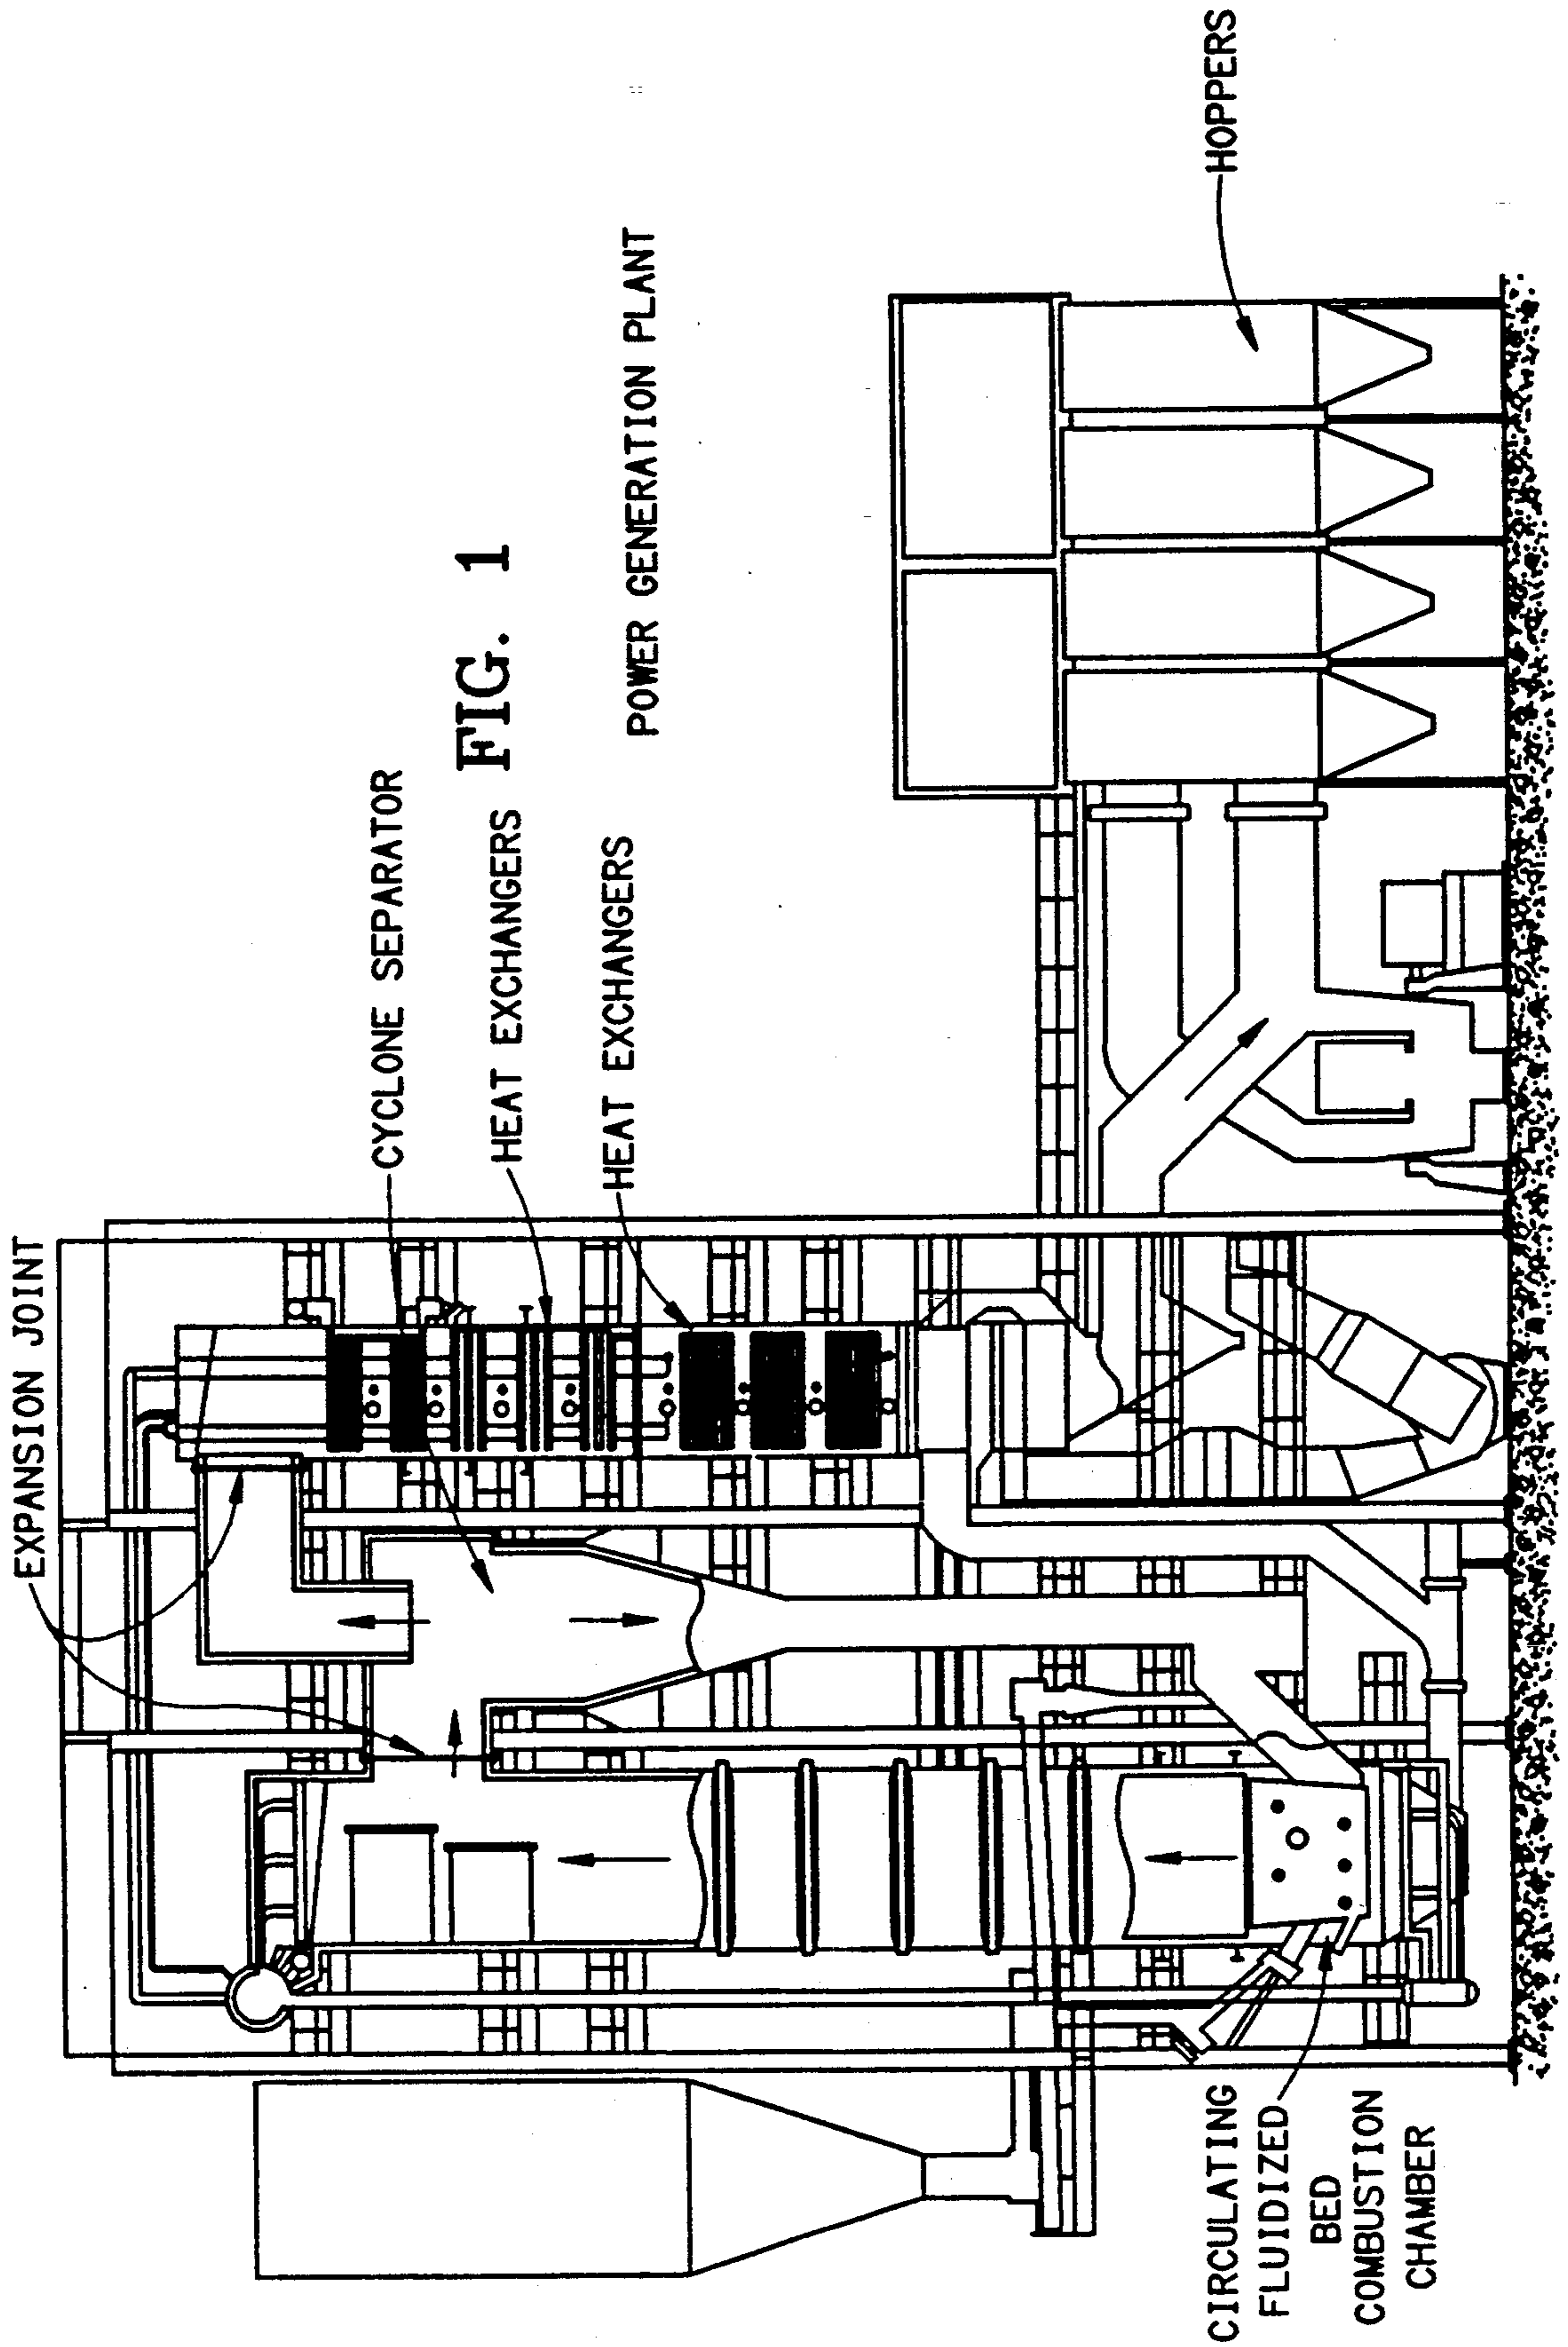 EXPANSION JOINT
CYCLONE SEPARATOR
FIG. 1
HEAT EXCHANGERS
HEAT EXCHANGERS
POWER GENERATION PLANT
HOPPERS
CIRCULATING
FLUIDIZED
BED
COMBUSTION
CHAMBER